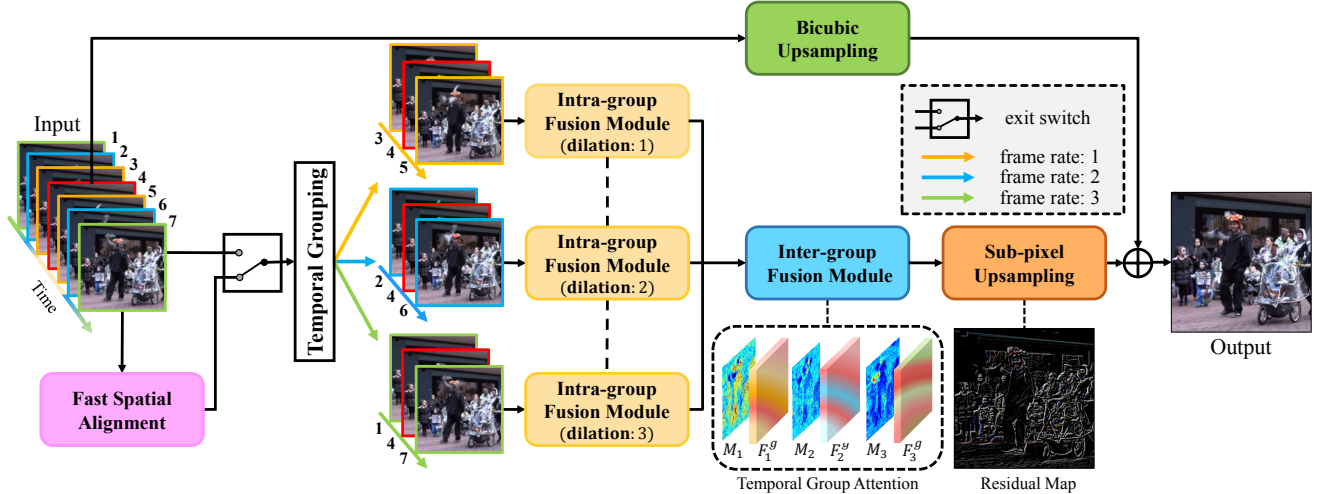 Bicubic
Upsampling
Input
1
2
3
4
5
6
7
Time
Fast Spatial
Alignment
Temporal Grouping
3
4
5
2
4
6
1
4
7
Intra-group
Fusion Module
(dilation: 1)
Intra-group
Fusion Module
(dilation: 2)
Intra-group
Fusion Module
(dilation: 3)
exit switch
frame rate: 1
frame rate: 2
frame rate: 3
Inter-group
Fusion Module
Sub-pixel
Upsampling
Output
M₁ F₁ᵍ M₂ F₂ᵍ M₃ F₃ᵍ
Temporal Group Attention
Residual Map